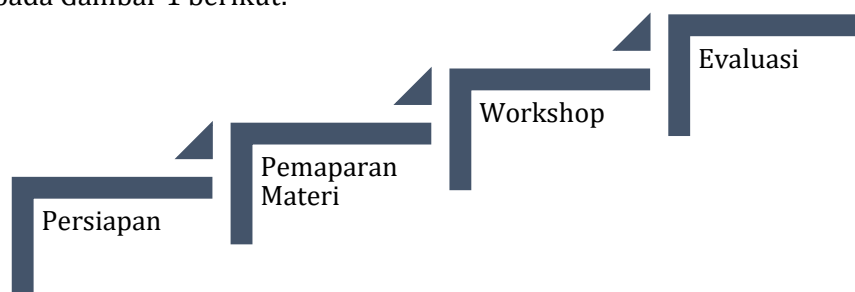 pada Gambar 1 berikut.
Persiapan
Pemaparan
Materi
Workshop
Evaluasi